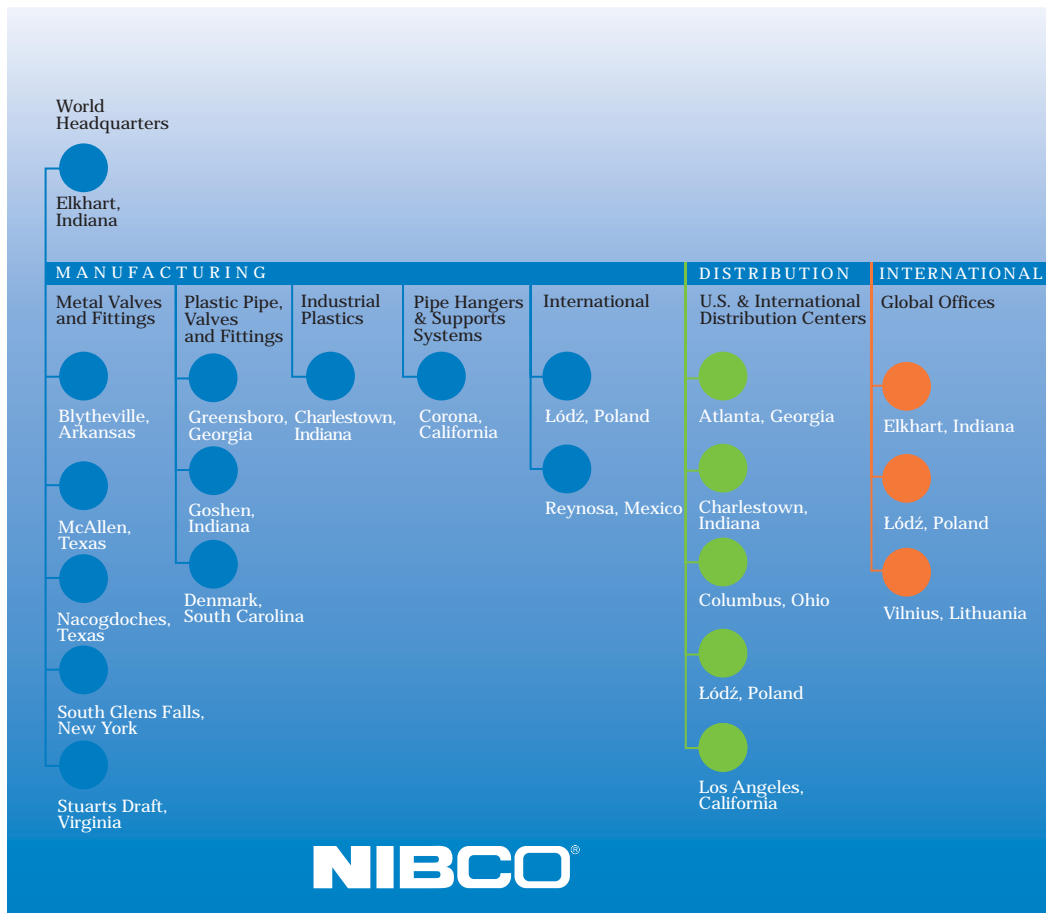 World
Headquarters
Elkhart,
Indiana
MANUFACTURING
Metal Valves
and Fittings
Blytheville,
Arkansas
McAllen,
Texas
Nacogdoches,
Texas
South Glens Falls,
New York
Stuarts Draft,
Virginia
Plastic Pipe,
Valves
and Fittings
Greensboro,
Georgia
Goshen,
Indiana
Denmark,
South Carolina
Industrial
Plastics
Charlestown,
Indiana
Pipe Hangers
& Supports
Systems
Corona,
California
International
Łódź, Poland
Reynosa, Mexico
DISTRIBUTION
U.S. & International
Distribution Centers
Atlanta, Georgia
Charlestown,
Indiana
Columbus, Ohio
Łódź, Poland
Los Angeles,
California
INTERNATIONAL
Global Offices
Elkhart, Indiana
Łódź, Poland
Vilnius, Lithuania
NIBCO®